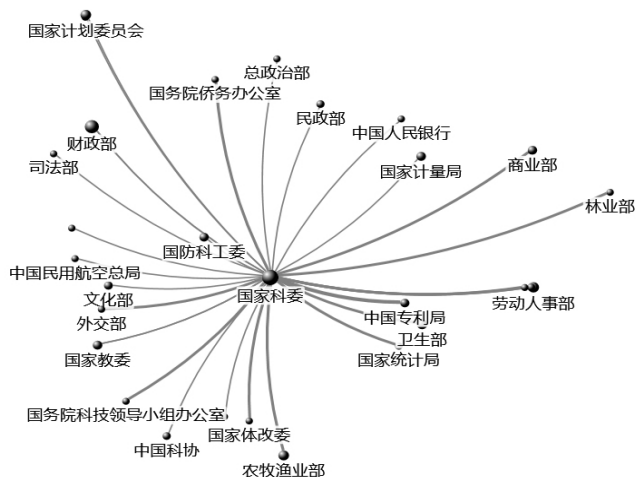 国家计划委员会
总政治部
国务院侨务办公室
民政部
中国人民银行
财政部
司法部
国家计量局
商业部
林业部
国防科工委
中国民用航空总局
国家科委
文化部
劳动人事部
外交部
中国专利局
卫生部
国家教委
国家统计局
国务院科技领导小组办公室
国家体改委
中国科协
农牧渔业部